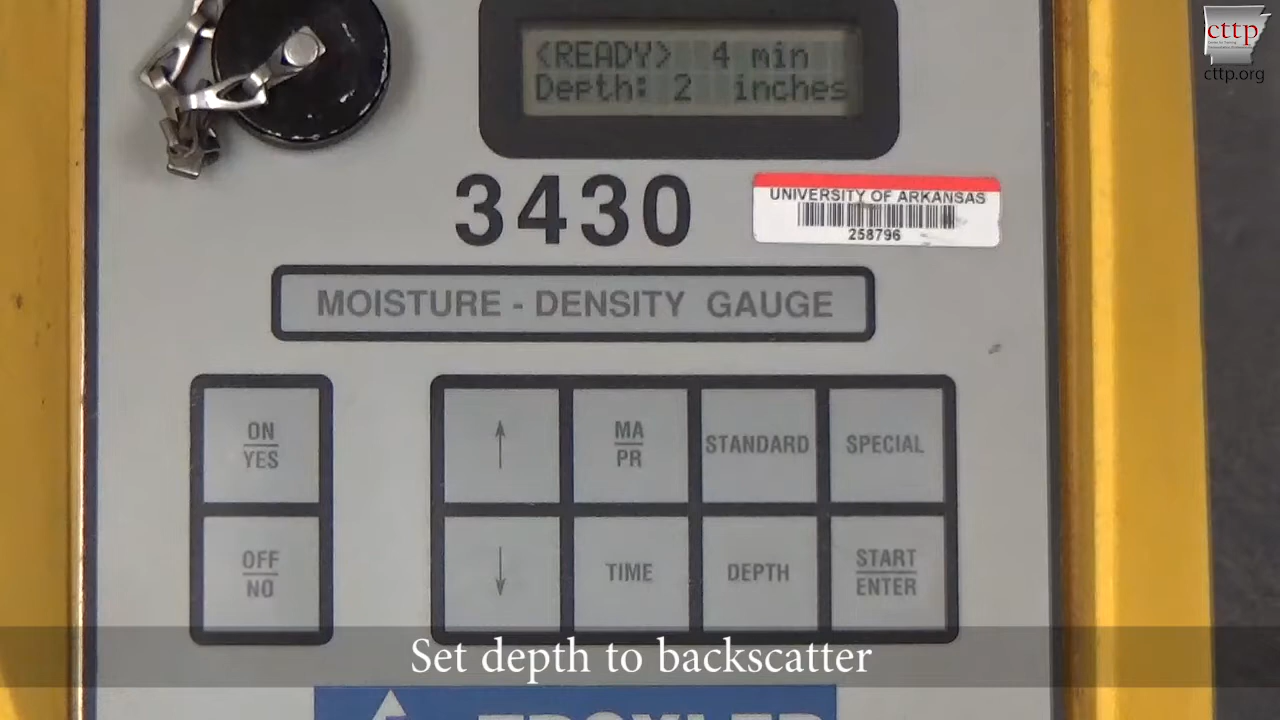 cttp
cttp.org
<READY> 4 min
Depth: 2 inches
3430
UNIVERSITY OF ARKANSAS
258796
MOISTURE - DENSITY GAUGE
ON
YES
↑
MA
PR
STANDARD
SPECIAL
OFF
NO
↓
TIME
DEPTH
START
ENTER
Set depth to backscatter
TROXLER